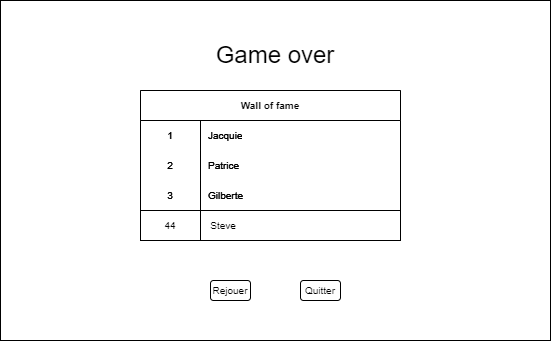 Game over
Wall of fame
1 Jacquie
2 Patrice
3 Gilberte
44 Steve
Rejouer Quitter